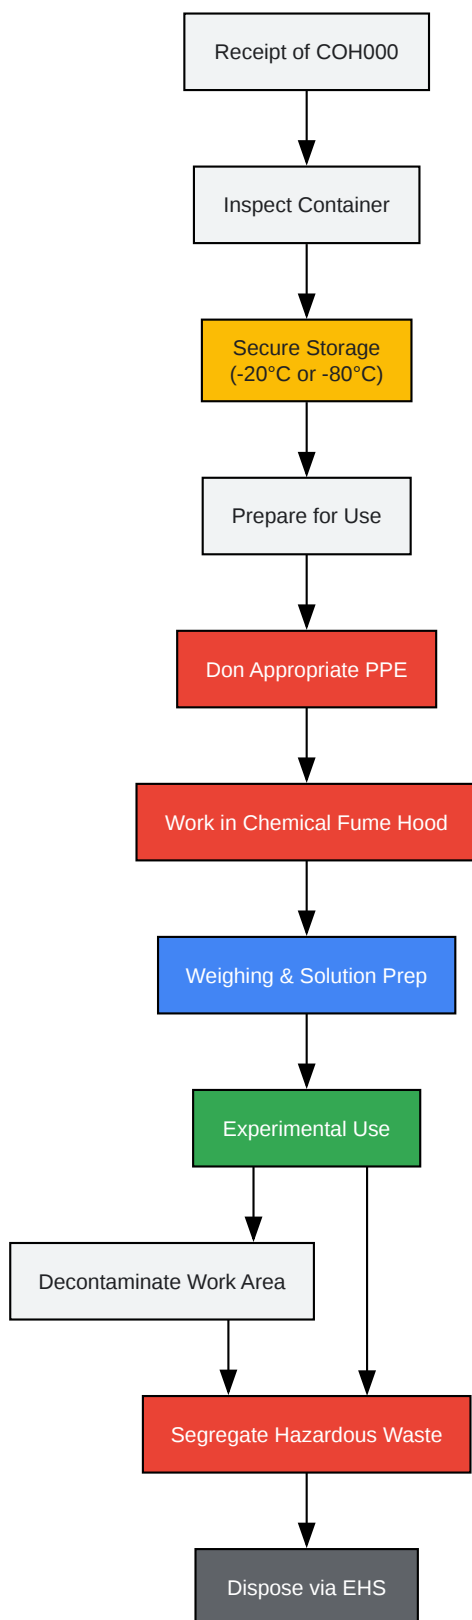 Receipt of COH000
Inspect Container
Secure Storage
(-20°C or -80°C)
Prepare for Use
Don Appropriate PPE
Work in Chemical Fume Hood
Weighing & Solution Prep
Experimental Use
Decontaminate Work Area
Segregate Hazardous Waste
Dispose via EHS